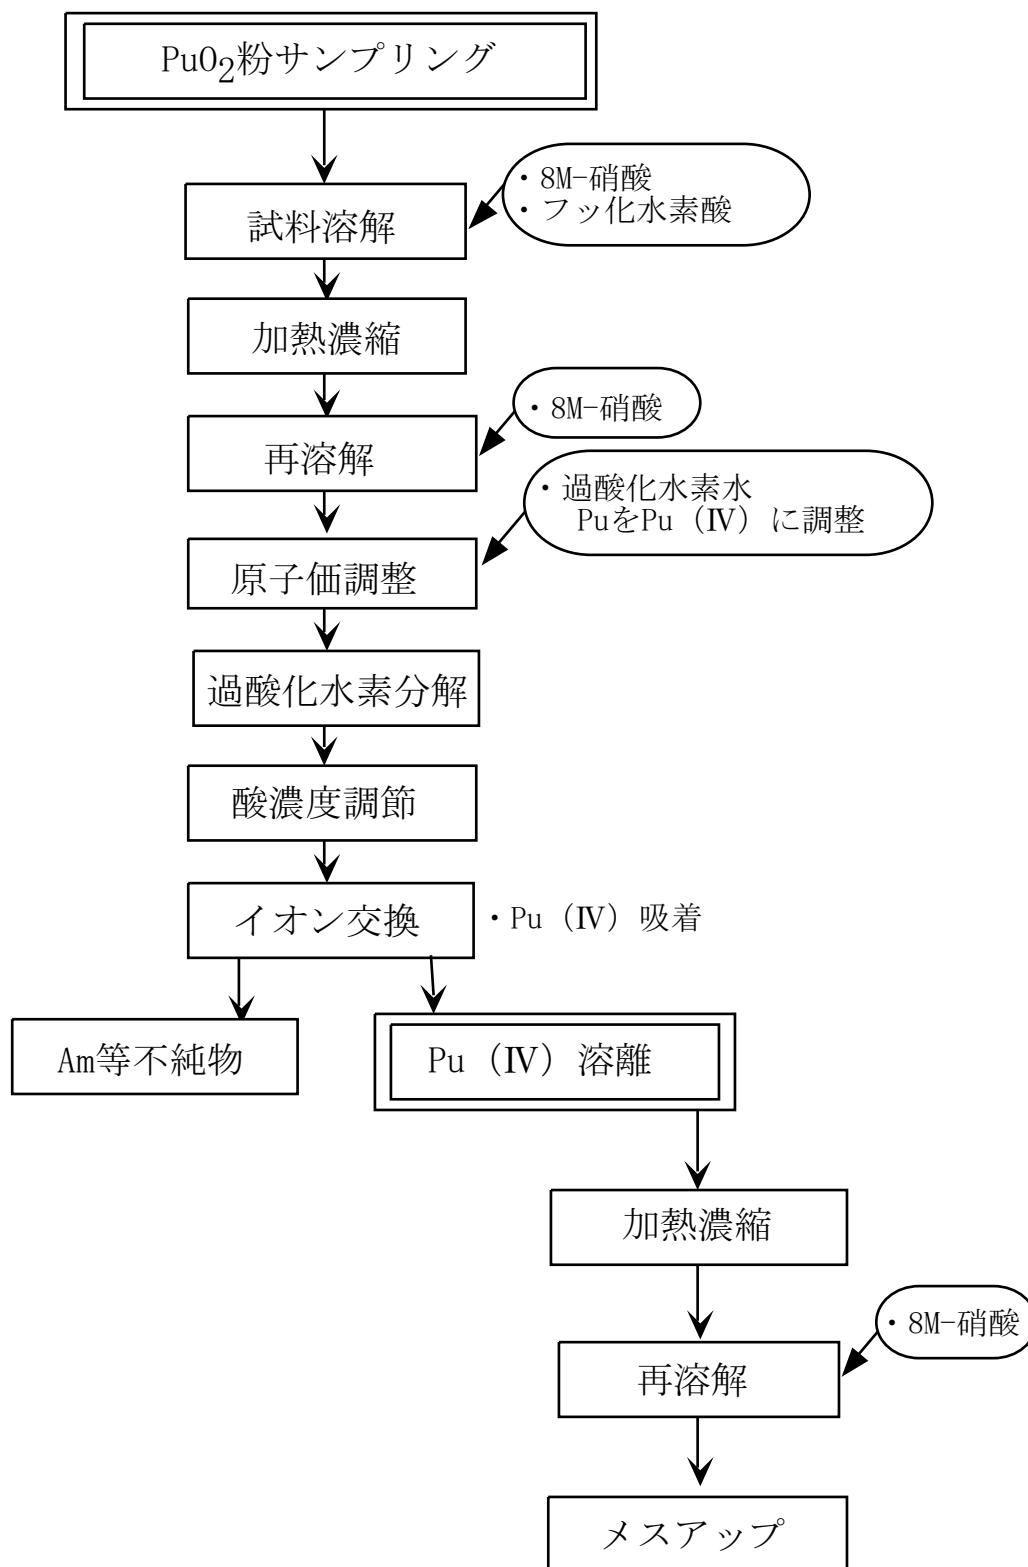 PuO₂粉サンプリング
・8M-硝酸
・フッ化水素酸
試料溶解
加熱濃縮
・8M-硝酸
再溶解
・過酸化水素水
PuをPu（Ⅳ）に調整
原子価調整
過酸化水素分解
酸濃度調節
イオン交換
・Pu（Ⅳ）吸着
Am等不純物
Pu（Ⅳ）溶離
加熱濃縮
・8M-硝酸
再溶解
メスアップ